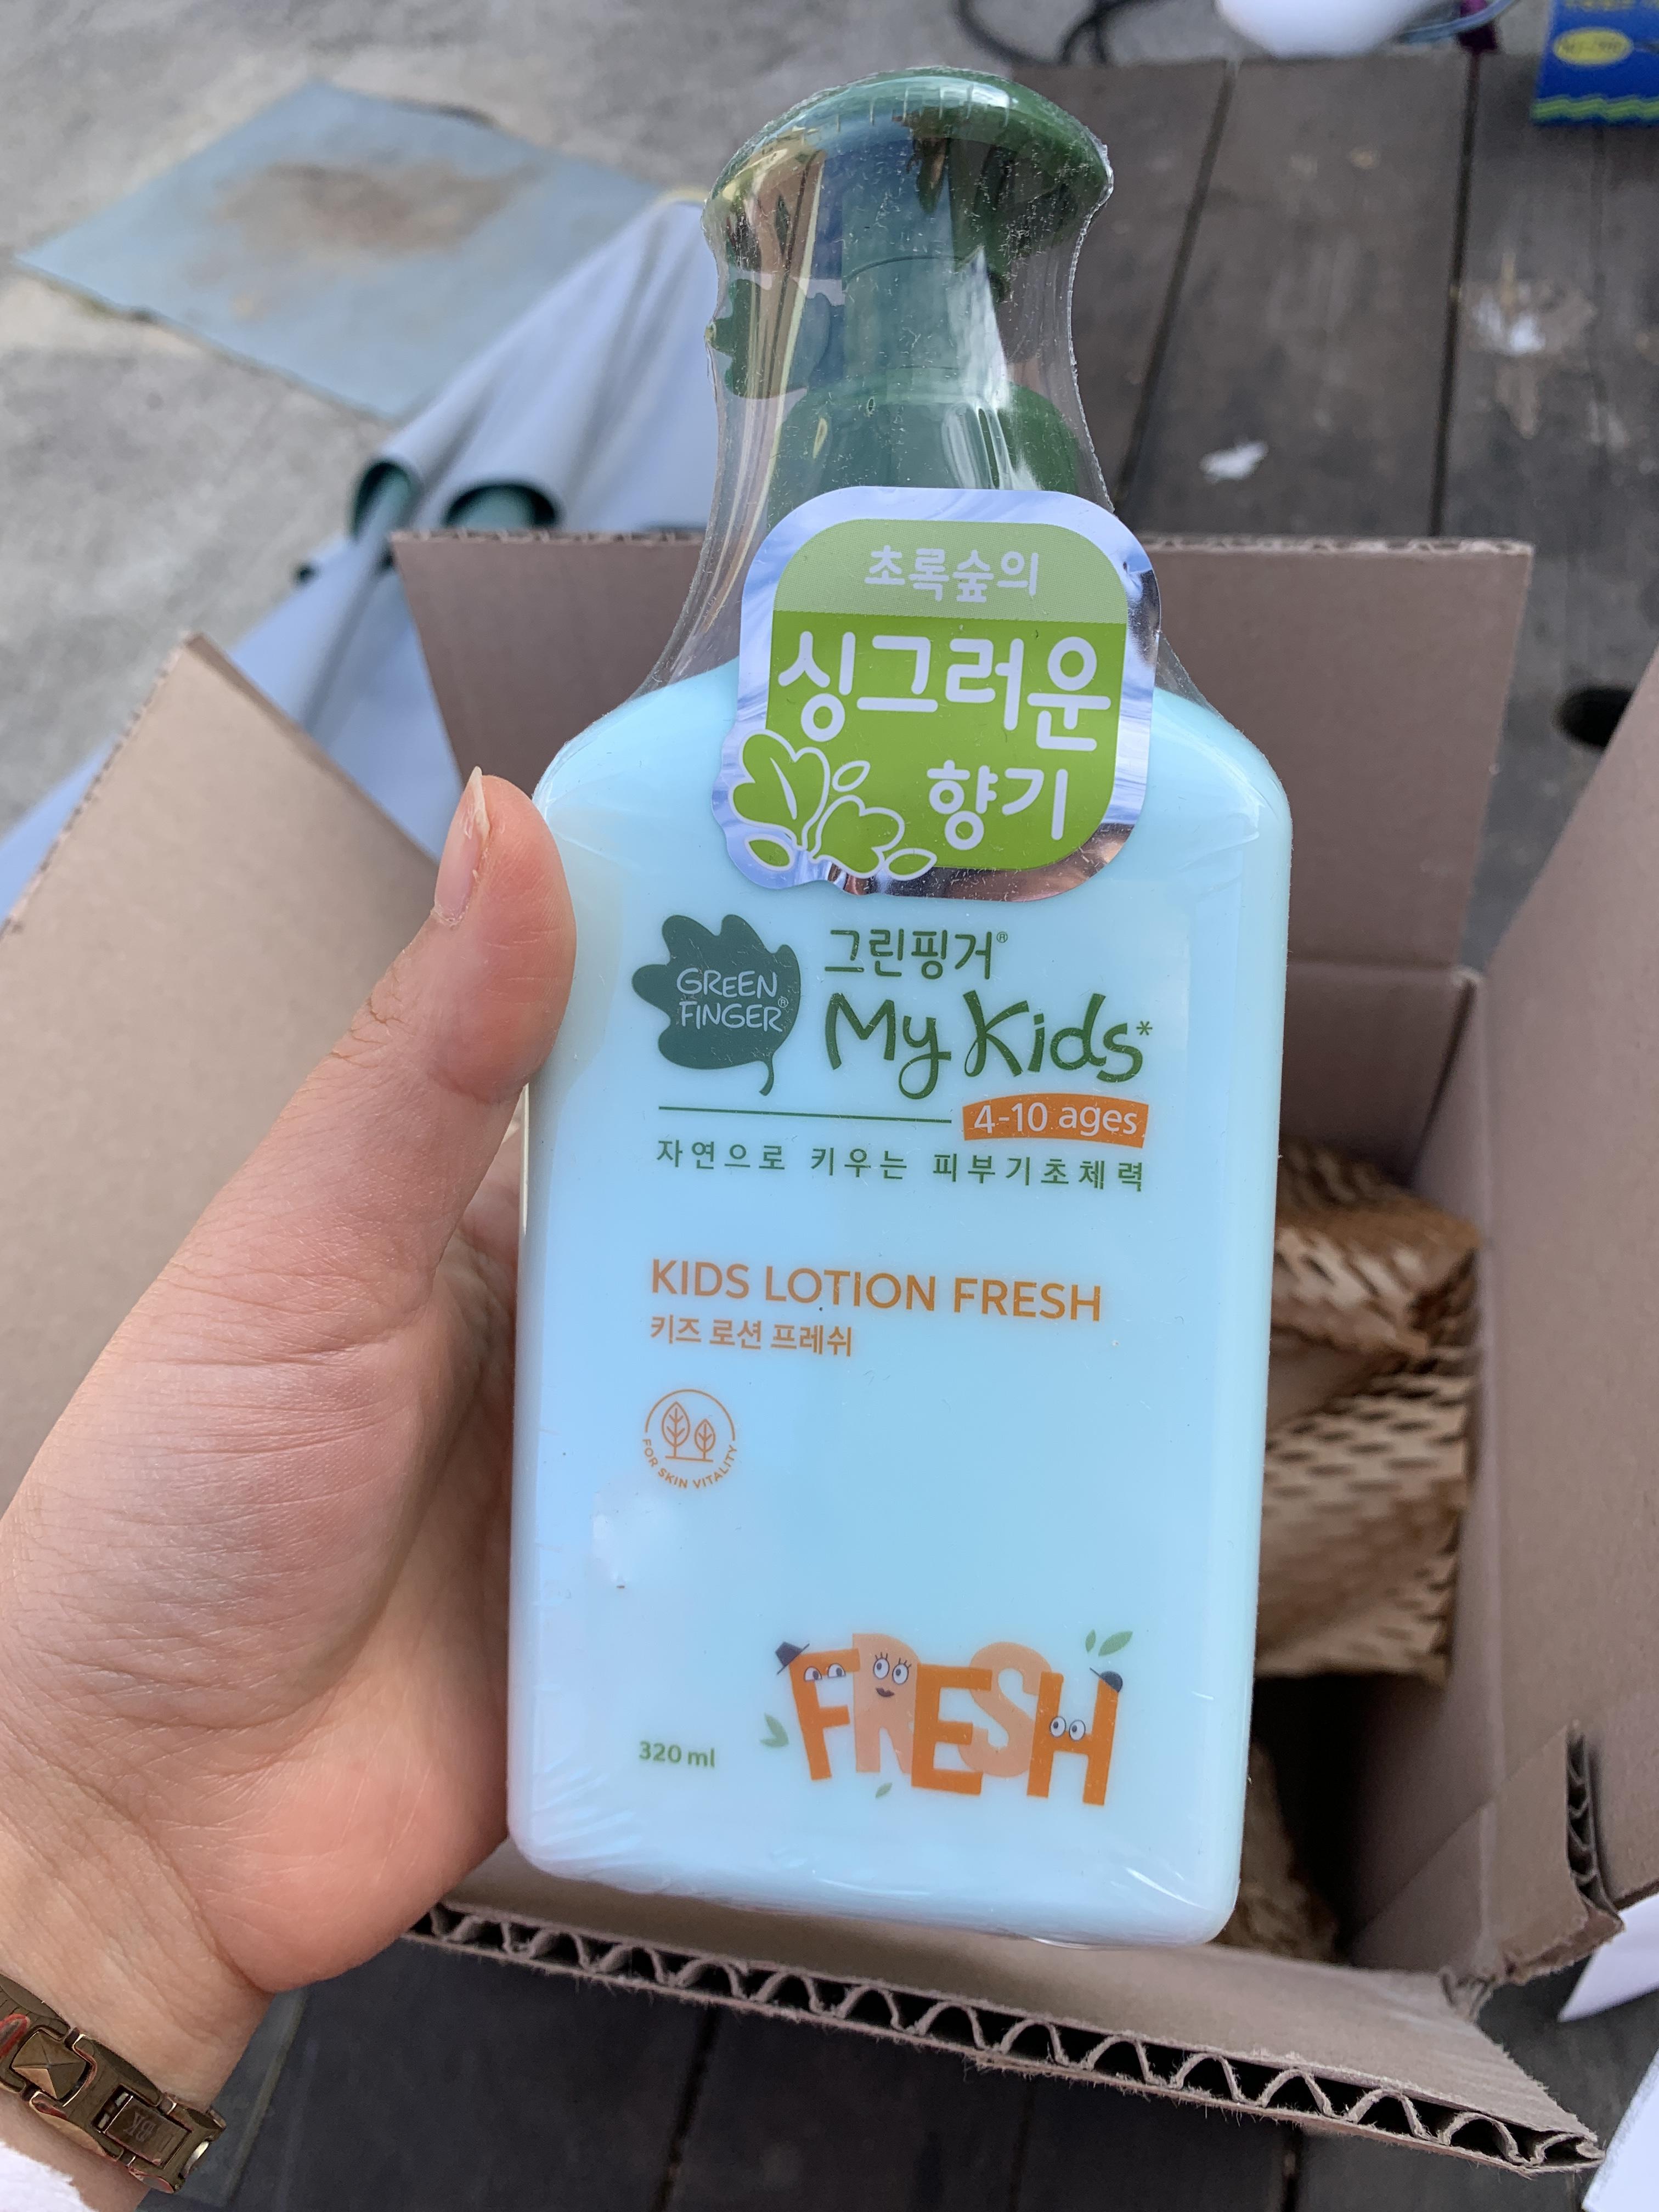 초록숲의
싱그러운
향기
GREEN
FINGER®
그린핑거®
My Kids*
4-10 ages
자연으로 키우는 피부기초체력
KIDS LOTION FRESH
키즈 로션 프레쉬
FOR SKIN VITALITY
320 ml
FRESH